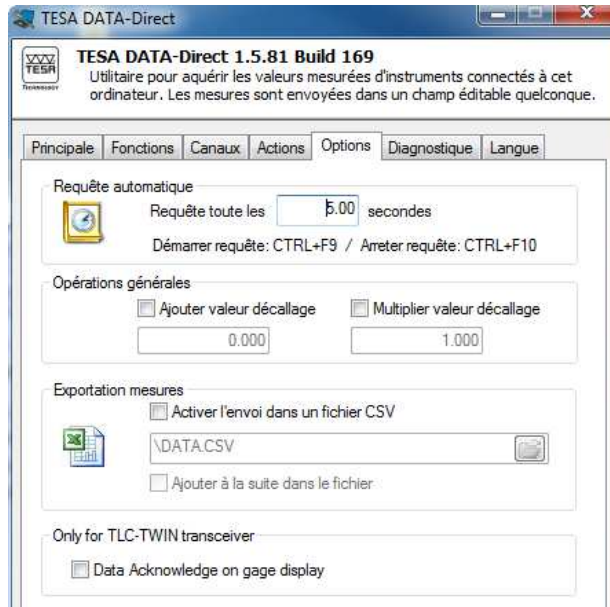 TESA DATA-Direct
TESA DATA-Direct 1.5.81 Build 169
Utilitaire pour aquérir les valeurs mesurées d'instruments connectés à cet
ordinateur. Les mesures sont envoyées dans un champ éditable quelconque.
TESA
TECHNOLOGY
Principale Fonctions Canaux Actions Options Diagnostique Langue
Requête automatique
Requête toute les 5.00 secondes
Démarrer requête: CTRL+F9 / Arreter requête: CTRL+F10
Opérations générales
Ajouter valeur décallage Multiplier valeur décallage
0.000 1.000
Exportation mesures
Activer l'envoi dans un fichier CSV
\DATA.CSV
Ajouter à la suite dans le fichier
Only for TLC-TWIN transceiver
Data Acknowledge on gage display